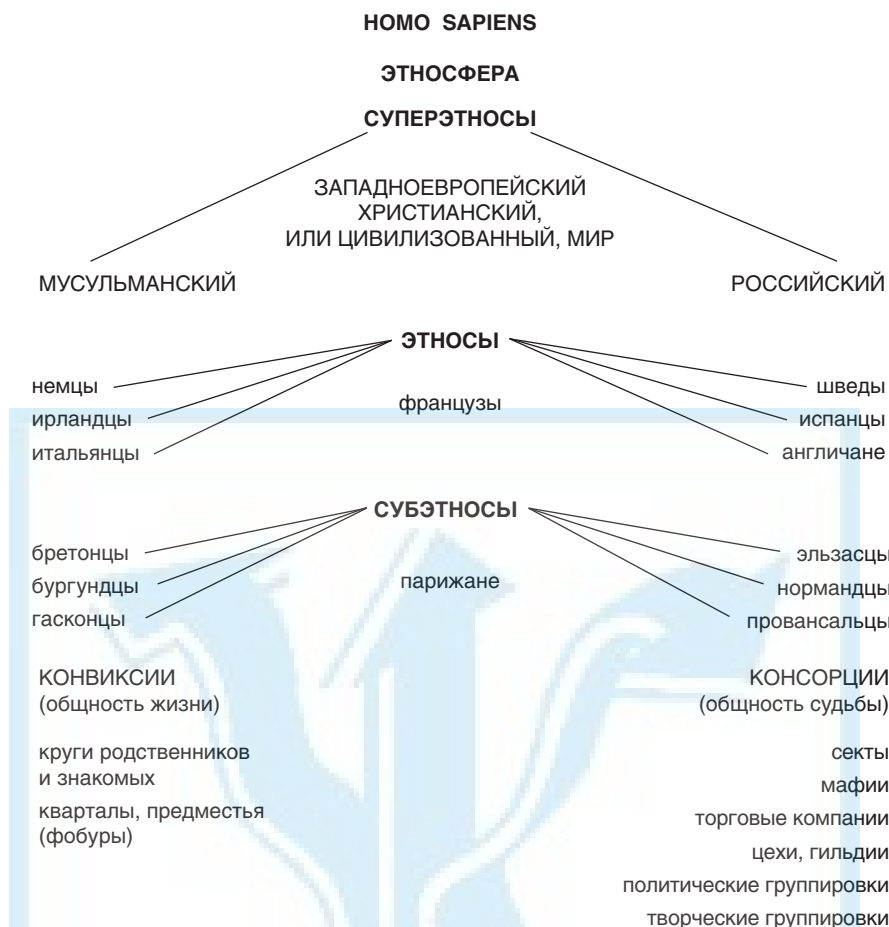 HOMO SAPIENS
ЭТНОСФЕРА
СУПЕРЭТНОСЫ
ЗАПАДНОЕВРОПЕЙСКИЙ
ХРИСТИАНСКИЙ,
ИЛИ ЦИВИЛИЗОВАННЫЙ, МИР
МУСУЛЬМАНСКИЙ
РОССИЙСКИЙ
ЭТНОСЫ
немцы
ирландцы
итальянцы
французы
шведы
испанцы
англичане
СУБЭТНОСЫ
бретонцы
бургундцы
гасконцы
парижане
эльзасцы
нормандцы
провансальцы
КОНВИКСИИ
(общность жизни)
круги родственников
и знакомых
кварталы, предместья
(фобуры)
КОНСОРЦИИ
(общность судьбы)
секты
мафии
торговые компании
цехи, гильдии
политические группировки
творческие группировки